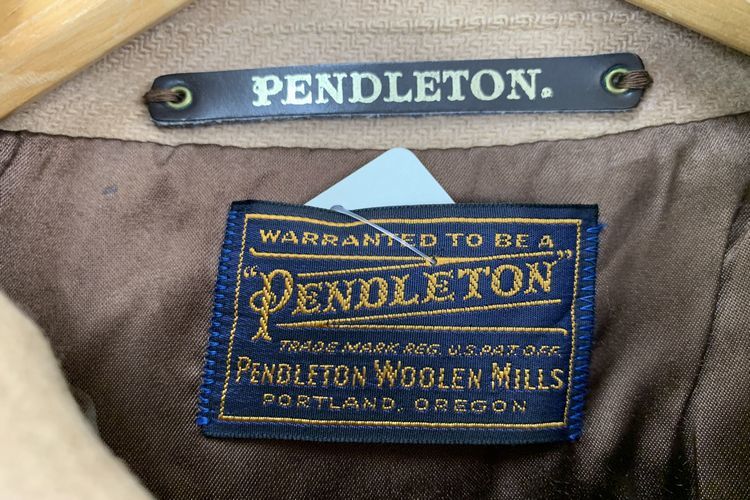 PENDLETON.
WARRANTED TO BE A
"PENDLETON"
TRADE MARK REG. U.S. PAT. OFF.
PENDLETON WOOLEN MILLS
PORTLAND, OREGON